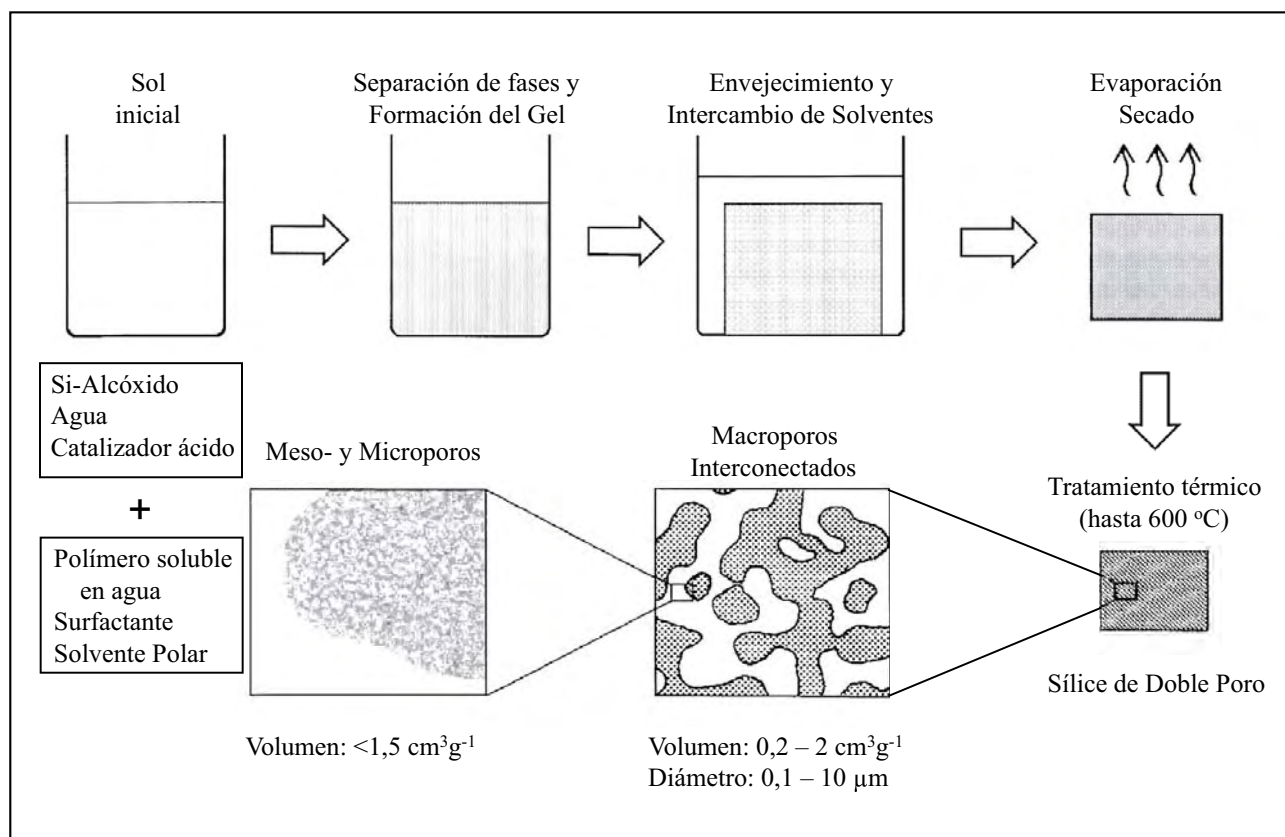 Sol
inicial
Separación de fases y
Formación del Gel
Envejecimiento y
Intercambio de Solventes
Evaporación
Secado
Si-Alcóxido
Agua
Catalizador ácido
+
Polímero soluble
en agua
Surfactante
Solvente Polar
Meso- y Microporos
Volumen: <1,5 cm³g⁻¹
Macroporos
Interconectados
Volumen: 0,2 – 2 cm³g⁻¹
Diámetro: 0,1 – 10 µm
Tratamiento térmico
(hasta 600 ºC)
Sílice de Doble Poro